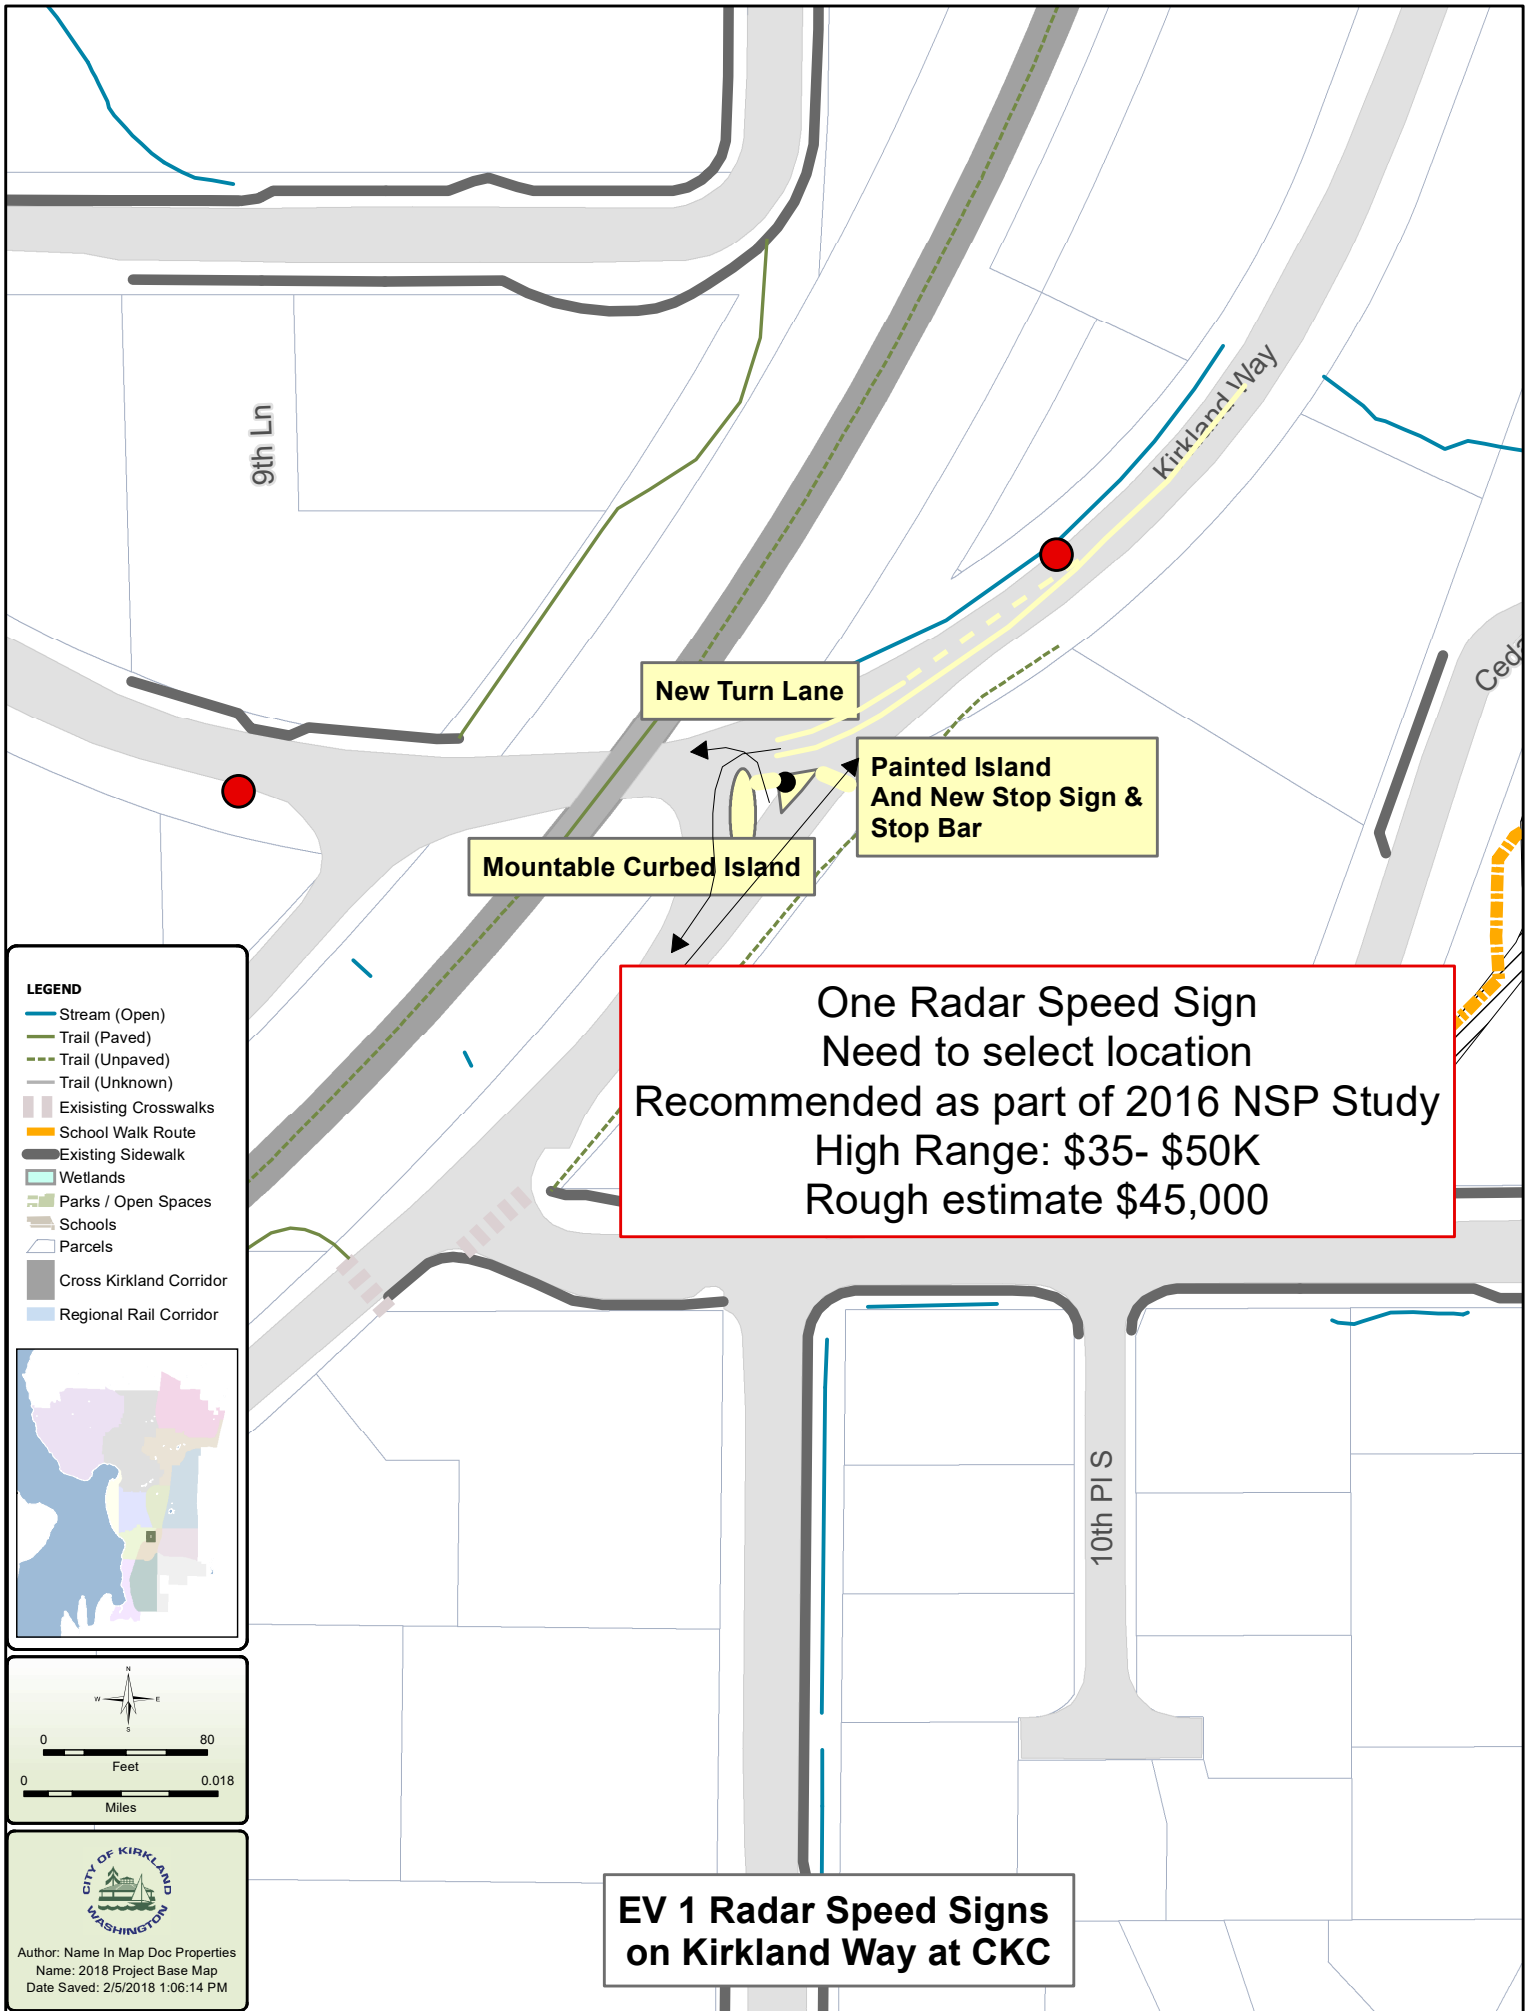 9th Ln
Kirkland Way
New Turn Lane
Painted Island
And New Stop Sign &
Stop Bar
Mountable Curbed Island
One Radar Speed Sign
Need to select location
Recommended as part of 2016 NSP Study
High Range: $35- $50K
Rough estimate $45,000
LEGEND
Stream (Open)
Trail (Paved)
Trail (Unpaved)
Trail (Unknown)
Exisisting Crosswalks
School Walk Route
Existing Sidewalk
Wetlands
Parks / Open Spaces
Schools
Parcels
Cross Kirkland Corridor
Regional Rail Corridor
10th Pl S
N
W E
S
0 80
Feet
0 0.018
Miles
CITY OF KIRKLAND
WASHINGTON
Author: Name In Map Doc Properties
Name: 2018 Project Base Map
Date Saved: 2/5/2018 1:06:14 PM
EV 1 Radar Speed Signs
on Kirkland Way at CKC